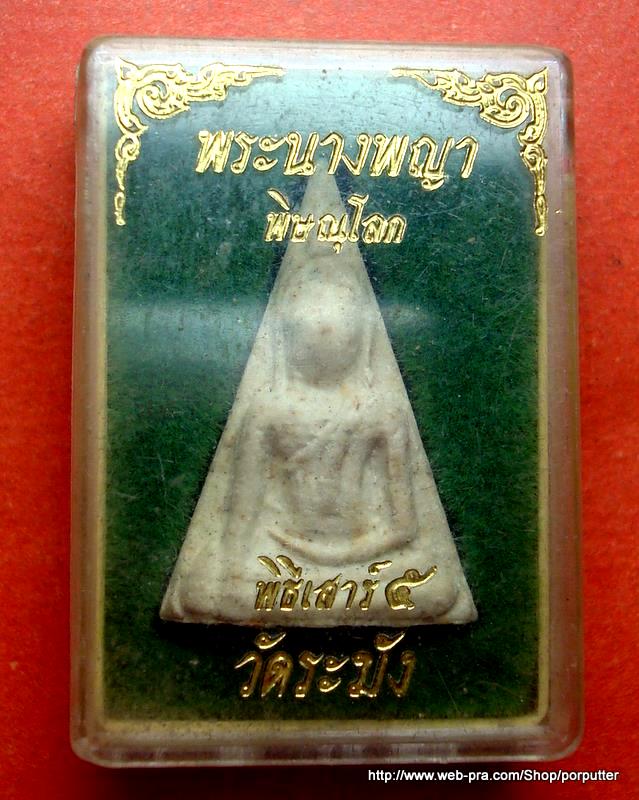 พระนางพญา
พิษณุโลก
พิธีเสาร์ ๕
วัดระฆัง
http://www.web-pra.com/Shop/porputter